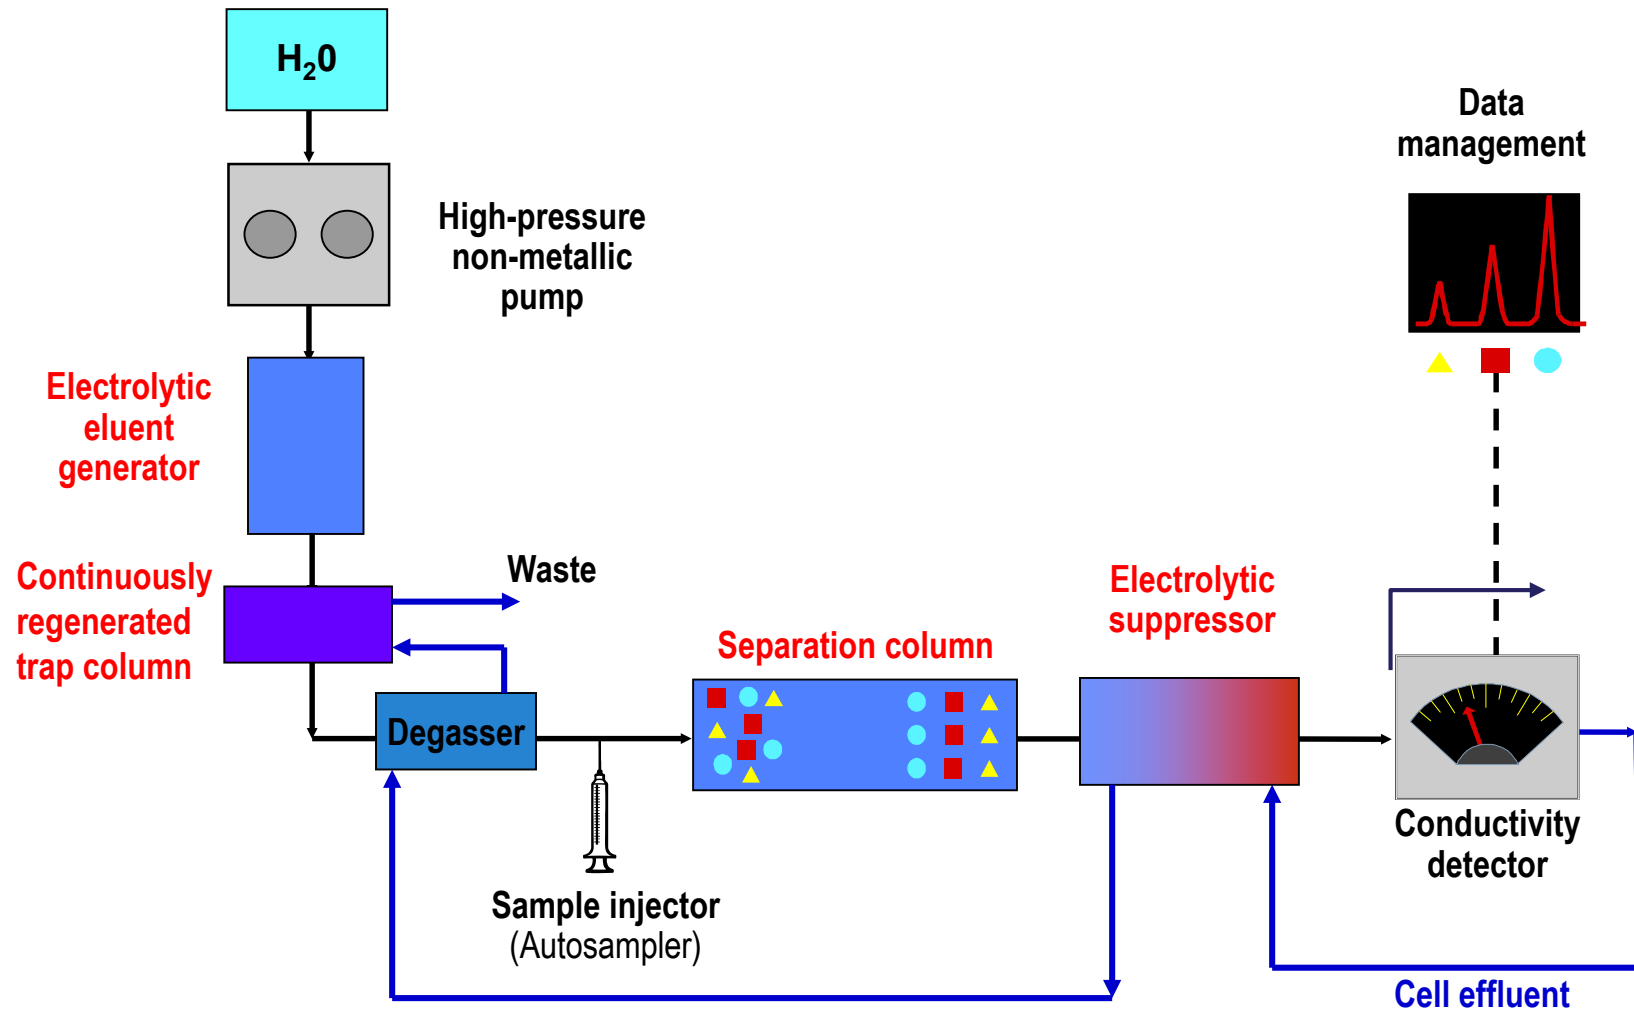 H₂0
High-pressure
non-metallic
pump
Electrolytic
eluent
generator
Continuously
regenerated
trap column
Waste
Degasser
Sample injector
(Autosampler)
Separation column
Electrolytic
suppressor
Data
management
Conductivity
detector
Cell effluent